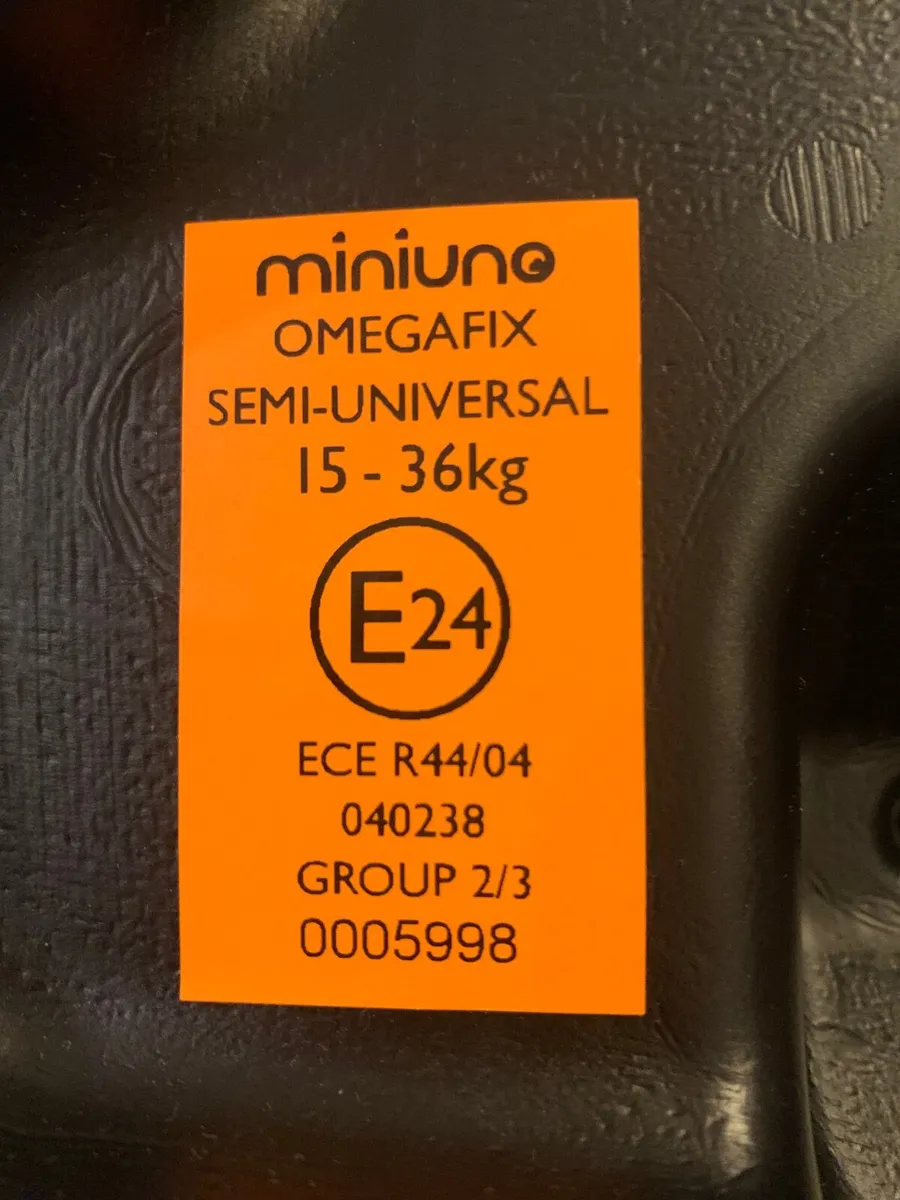 miniuno
OMEGAFIX
SEMI-UNIVERSAL
15 - 36kg
E24
ECE R44/04
040238
GROUP 2/3
0005998